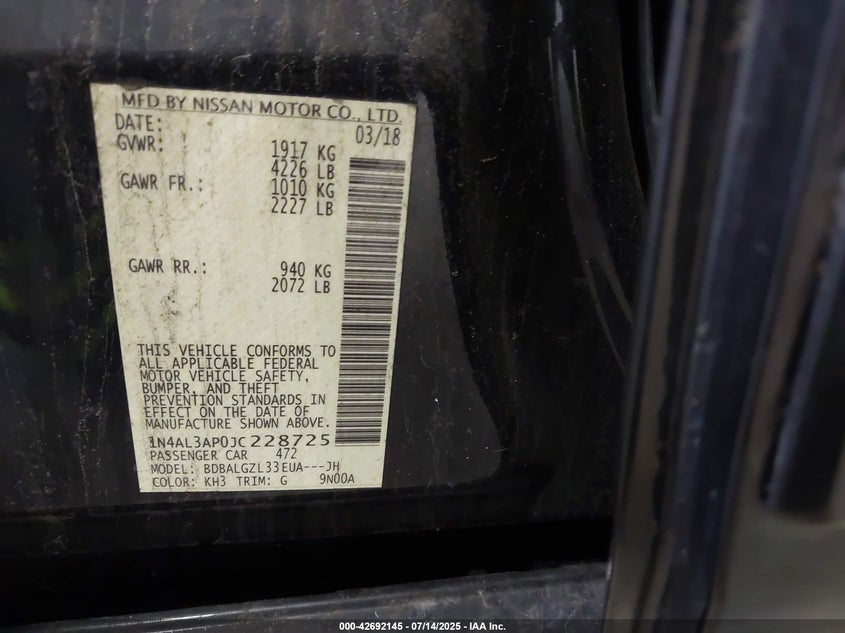 MFD BY NISSAN MOTOR CO., LTD.
DATE: 03/18
GVWR: 1917 KG
4226 LB
GAWR FR.: 1010 KG
2227 LB
GAWR RR.: 940 KG
2072 LB
THIS VEHICLE CONFORMS TO
ALL APPLICABLE FEDERAL
MOTOR VEHICLE SAFETY,
BUMPER, AND THEFT
PREVENTION STANDARDS IN
EFFECT ON THE DATE OF
MANUFACTURE SHOWN ABOVE.
1N4AL3AP0JC228725
PASSENGER CAR 472
MODEL: BDBALGZL33EUA---JH
COLOR: KH3 TRIM: G 9N00A
000-42692145 - 07/14/2025 - IAA Inc.